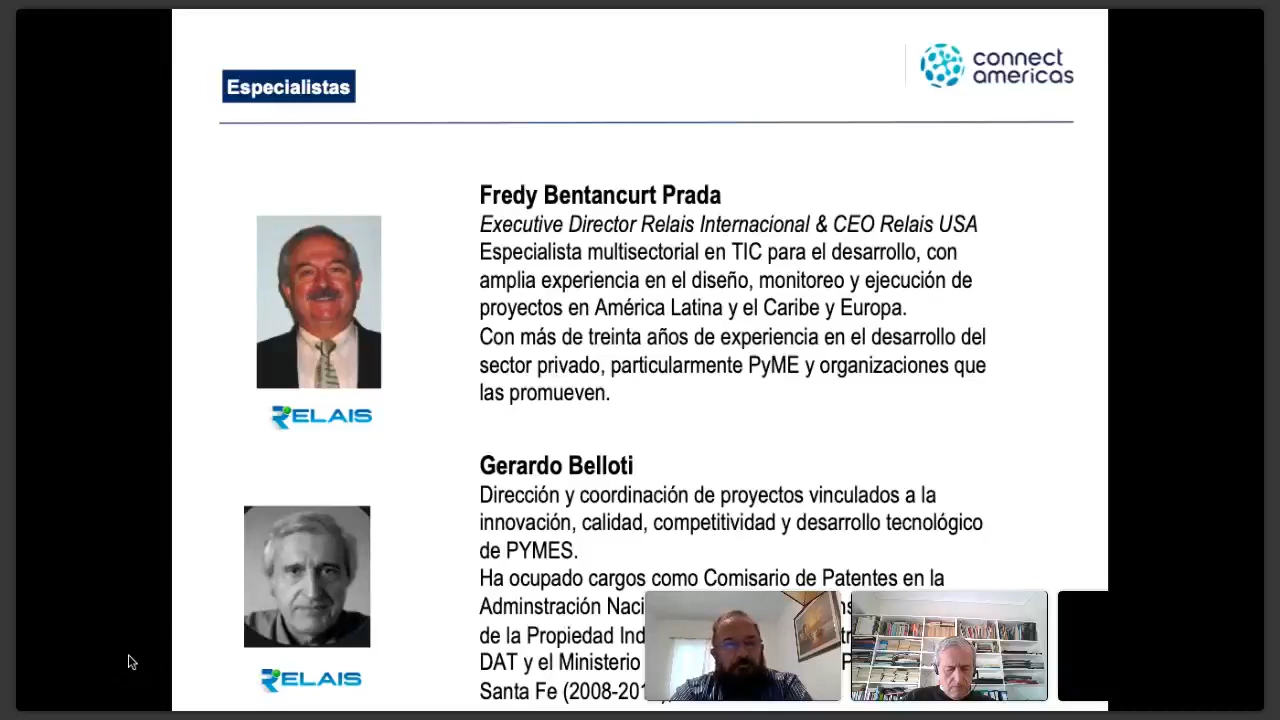 Especialistas
connect
americas
Fredy Bentancurt Prada
Executive Director Relais Internacional & CEO Relais USA
Especialista multisectorial en TIC para el desarrollo, con
amplia experiencia en el diseño, monitoreo y ejecución de
proyectos en América Latina y el Caribe y Europa.
Con más de treinta años de experiencia en el desarrollo del
sector privado, particularmente PyME y organizaciones que
las promueven.
RELAIS
Gerardo Belloti
Dirección y coordinación de proyectos vinculados a la
innovación, calidad, competitividad y desarrollo tecnológico
de PYMES.
Ha ocupado cargos como Comisario de Patentes en la
Adminstración
de la Propiedad
DAT y el Ministerio
Santa Fe
RELAIS